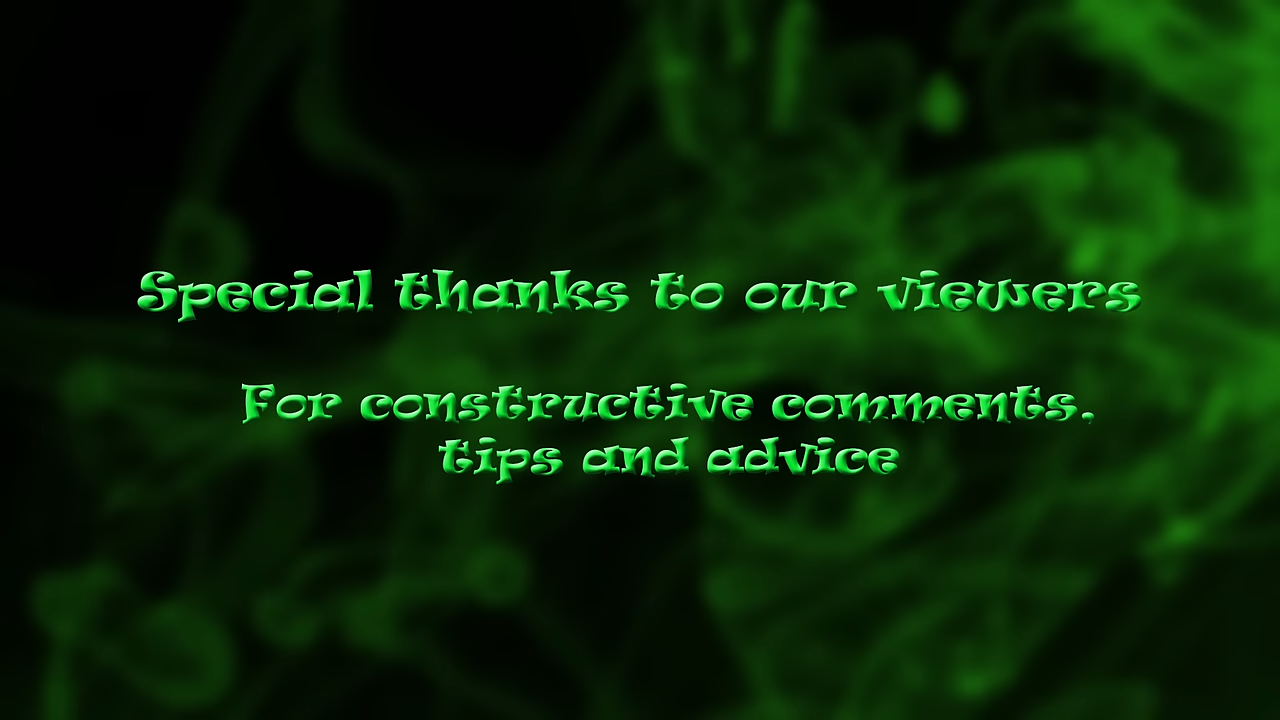 Special thanks to our viewers
For constructive comments,
tips and advice